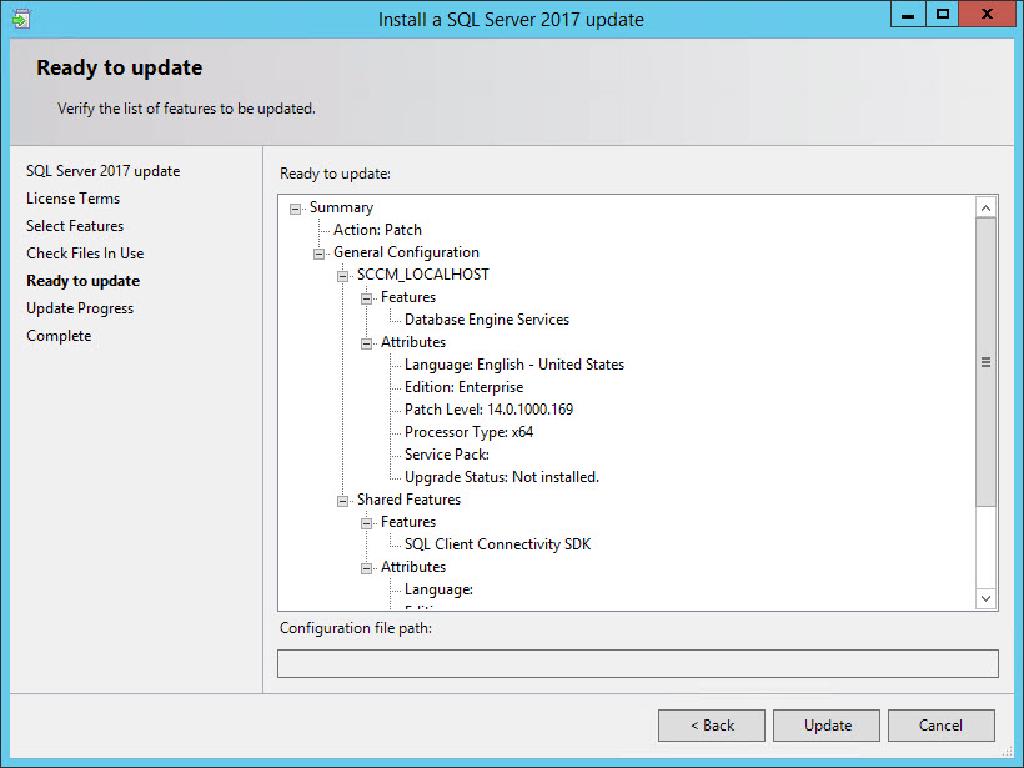 Install a SQL Server 2017 update
Ready to update
Verify the list of features to be updated.
SQL Server 2017 update
License Terms
Select Features
Check Files In Use
Ready to update
Update Progress
Complete
Ready to update:
Summary
Action: Patch
General Configuration
SCCM_LOCALHOST
Features
Database Engine Services
Attributes
Language: English - United States
Edition: Enterprise
Patch Level: 14.0.1000.169
Processor Type: x64
Service Pack:
Upgrade Status: Not installed.
Shared Features
Features
SQL Client Connectivity SDK
Attributes
Language:
Configuration file path:
< Back
Update
Cancel